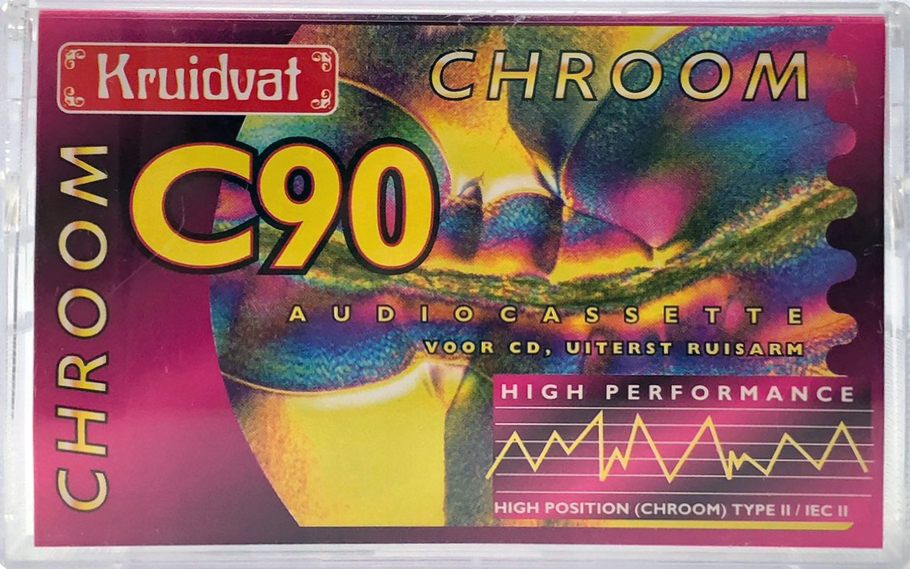 Kruidvat
CHROOM
C90
CHROOM
AUDIOCASSETTE
VOOR CD, UITERST RUISARM
HIGH PERFORMANCE
HIGH POSITION (CHROOM) TYPE II / IEC II